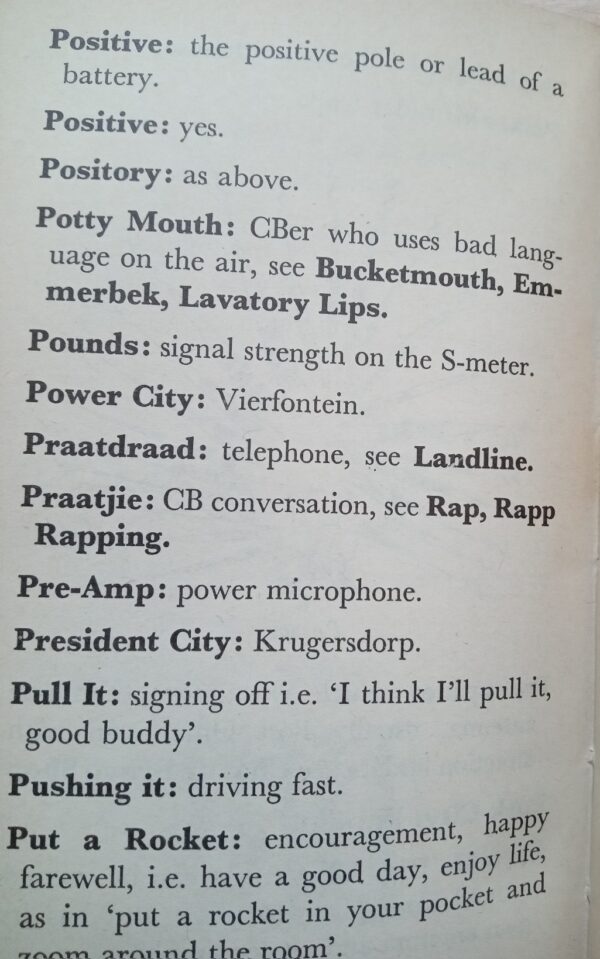 Positive: the positive pole or lead of a
battery.
Positive: yes.
Pository: as above.
Potty Mouth: CBer who uses bad lang-
uage on the air, see Bucketmouth, Em-
merbek, Lavatory Lips.
Pounds: signal strength on the S-meter.
Power City: Vierfontein.
Praatdraad: telephone, see Landline.
Praatjie: CB conversation, see Rap, Rapp
Rapping.
Pre-Amp: power microphone.
President City: Krugersdorp.
Pull It: signing off i.e. ‘I think I’ll pull it,
good buddy’.
Pushing it: driving fast.
Put a Rocket: encouragement, happy
farewell, i.e. have a good day, enjoy life,
as in ‘put a rocket in your pocket and
zoom around the room’.